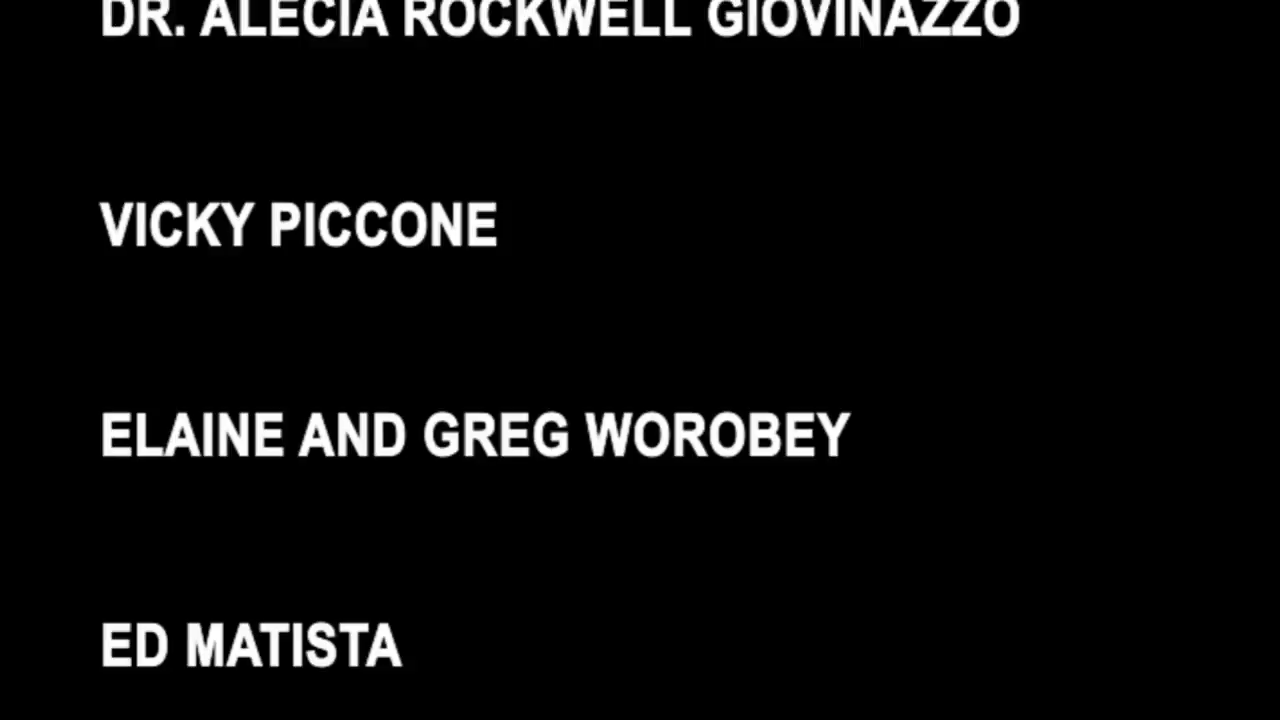 DR. ALECIA ROCKWELL GIOVINAZZO
VICKY PICCONE
ELAINE AND GREG WOROBEY
ED MATISTA